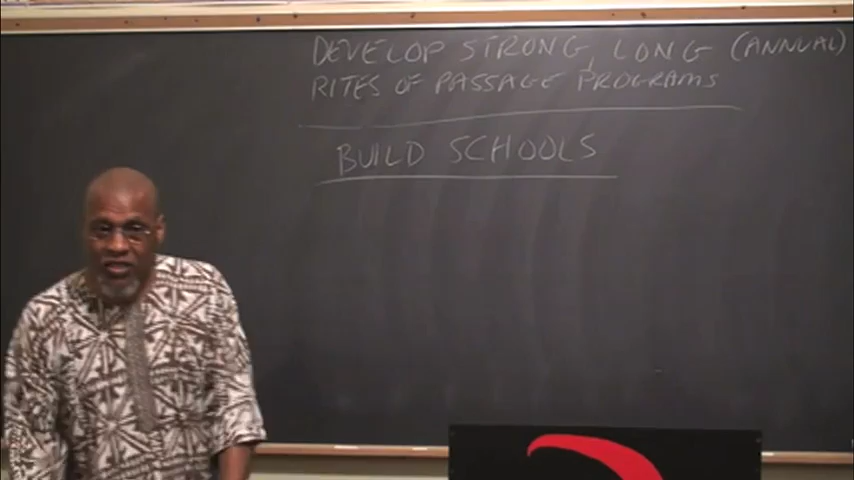 DEVELOP STRONG, LONG (ANNUAL)
RITES OF PASSAGE PROGRAMS
BUILD SCHOOLS